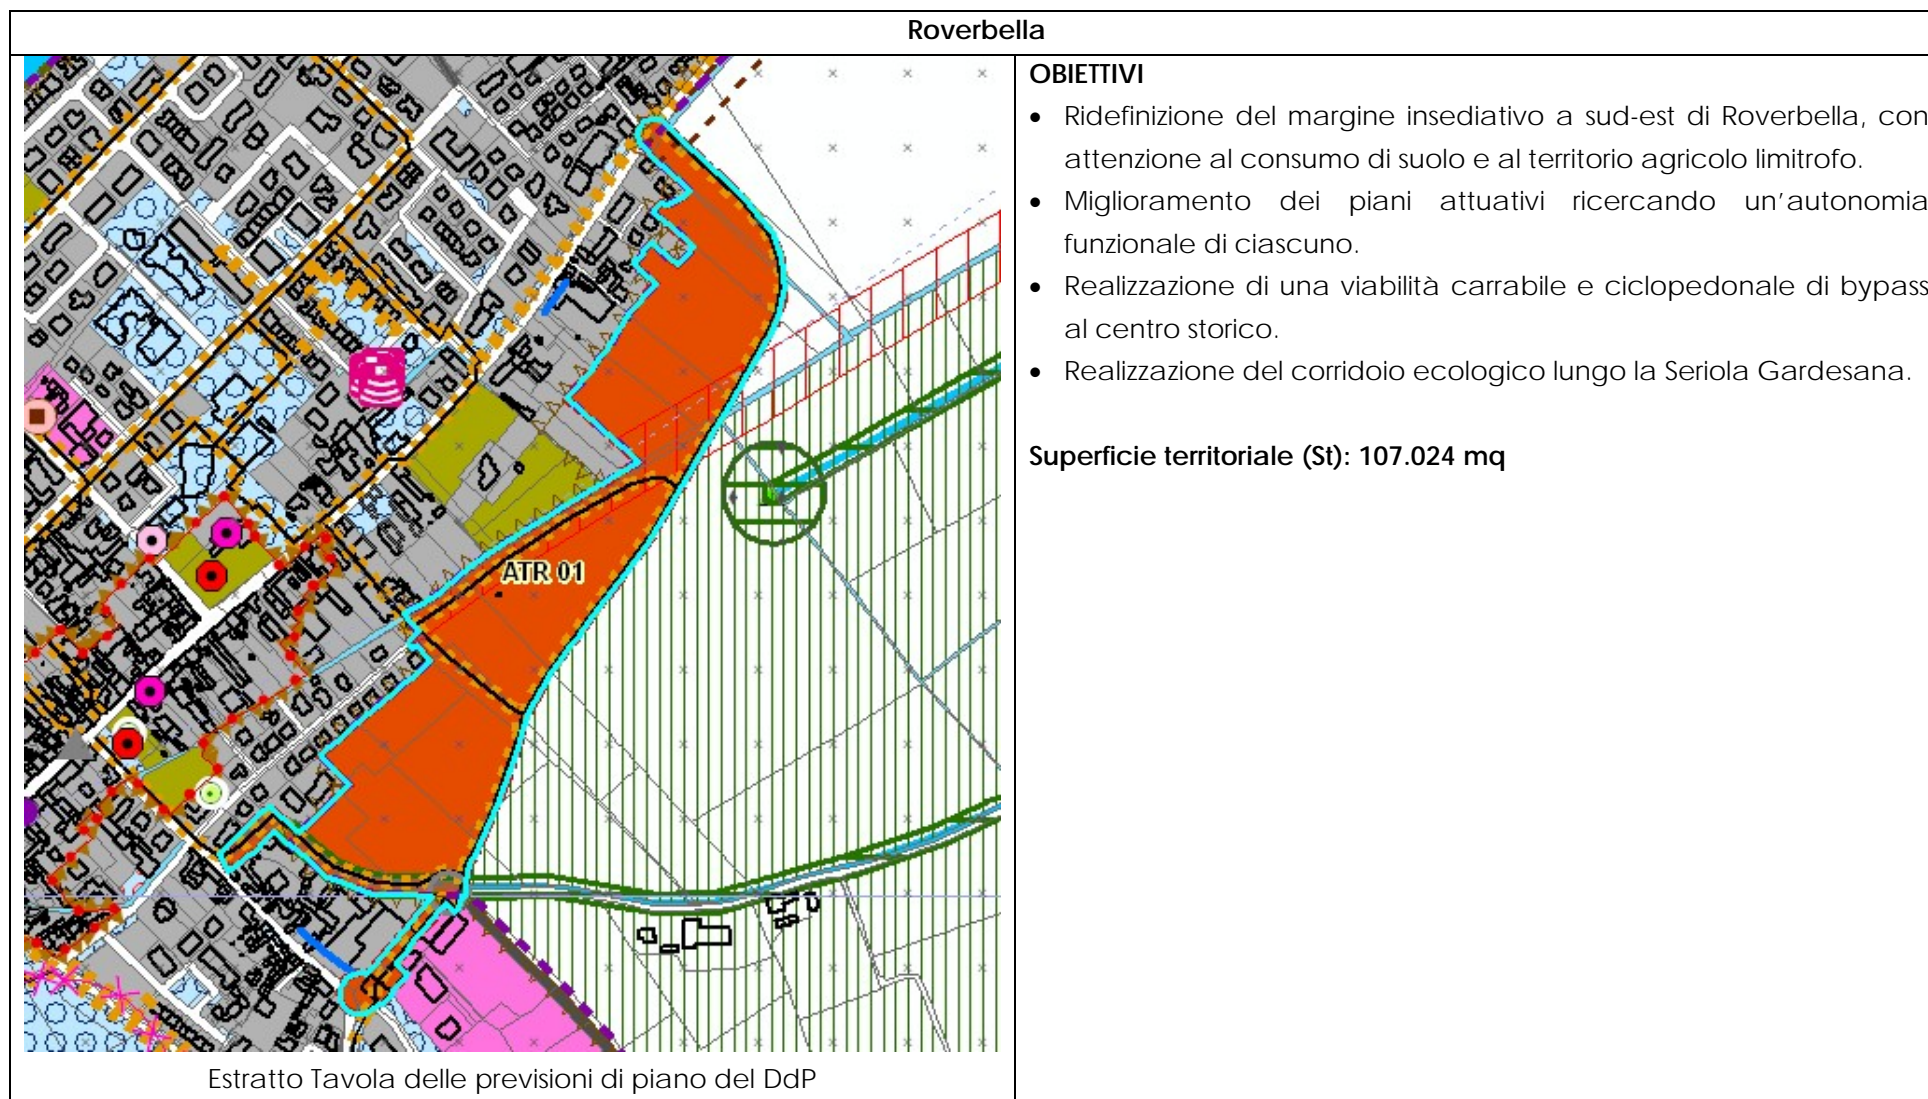 Roverbella
ATR 01
Estratto Tavola delle previsioni di piano del DdP
OBIETTIVI
• Ridefinizione del margine insediativo a sud-est di Roverbella, con
attenzione al consumo di suolo e al territorio agricolo limitrofo.
• Miglioramento dei piani attuativi ricercando un'autonomia
funzionale di ciascuno.
• Realizzazione di una viabilità carrabile e ciclopedonale di bypass
al centro storico.
• Realizzazione del corridoio ecologico lungo la Seriola Gardesana.
Superficie territoriale (St): 107.024 mq